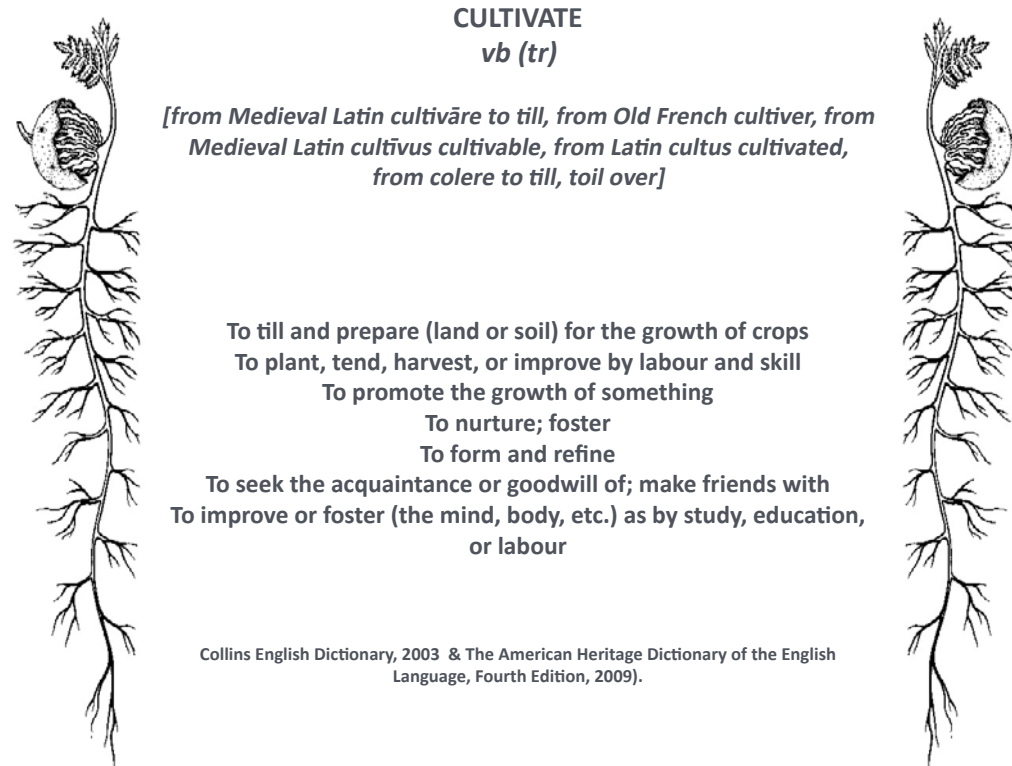 CULTIVATE
vb (tr)
[from Medieval Latin cultivāre to till, from Old French cultiver, from
Medieval Latin cultīvus cultivable, from Latin cultus cultivated,
from colere to till, toil over]
To till and prepare (land or soil) for the growth of crops
To plant, tend, harvest, or improve by labour and skill
To promote the growth of something
To nurture; foster
To form and refine
To seek the acquaintance or goodwill of; make friends with
To improve or foster (the mind, body, etc.) as by study, education,
or labour
Collins English Dictionary, 2003 & The American Heritage Dictionary of the English
Language, Fourth Edition, 2009).